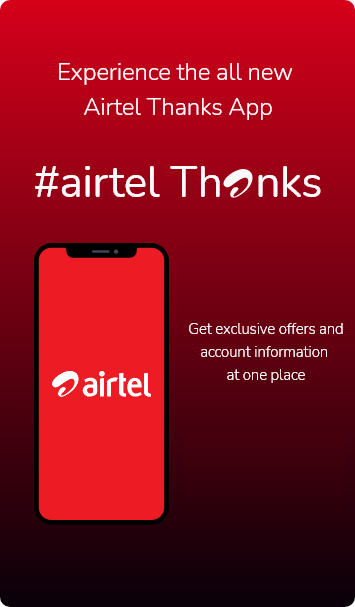 Experience the all new
Airtel Thanks App
#airtel Thanks
airtel
Get exclusive offers and
account information
at one place